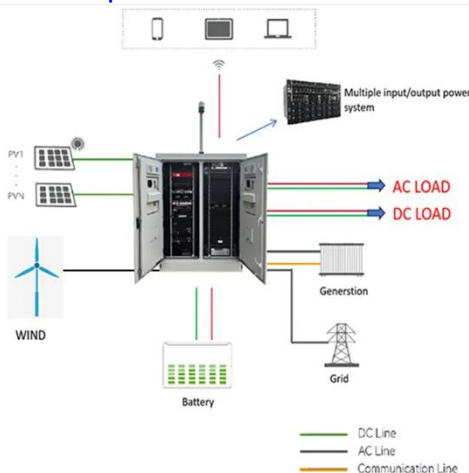 Multiple input/output power
system
PV1
PVN
AC LOAD
DC LOAD
WIND
Generstion
Grid
Battery
DC Line
AC Line
Communication Line